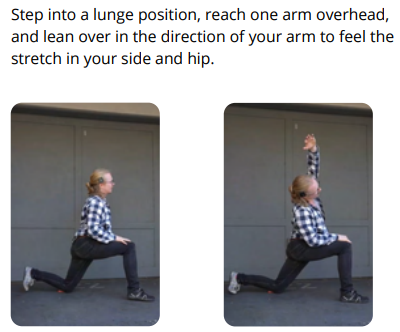 Step into a lunge position, reach one arm overhead,
and lean over in the direction of your arm to feel the
stretch in your side and hip.